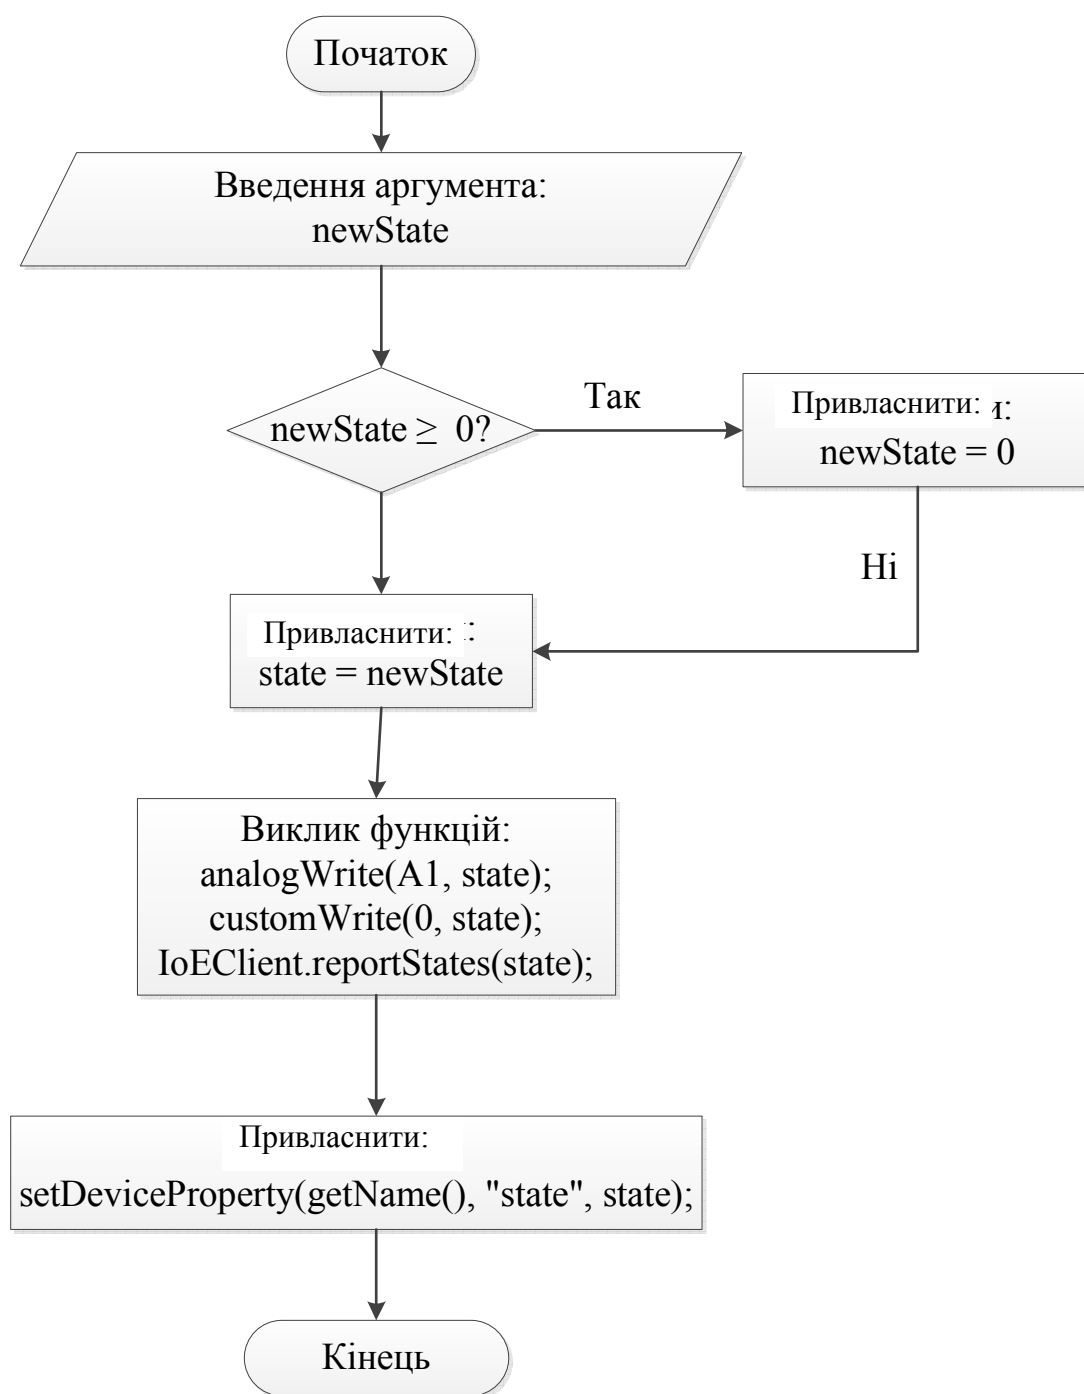 Початок
Введення аргумента:
newState
newState ≥ 0?
Так
Привласнити:
newState = 0
Ні
Привласнити:
state = newState
Виклик функцій:
analogWrite(A1, state);
customWrite(0, state);
IoEClient.reportStates(state);
Привласнити:
setDeviceProperty(getName(), "state", state);
Кінець